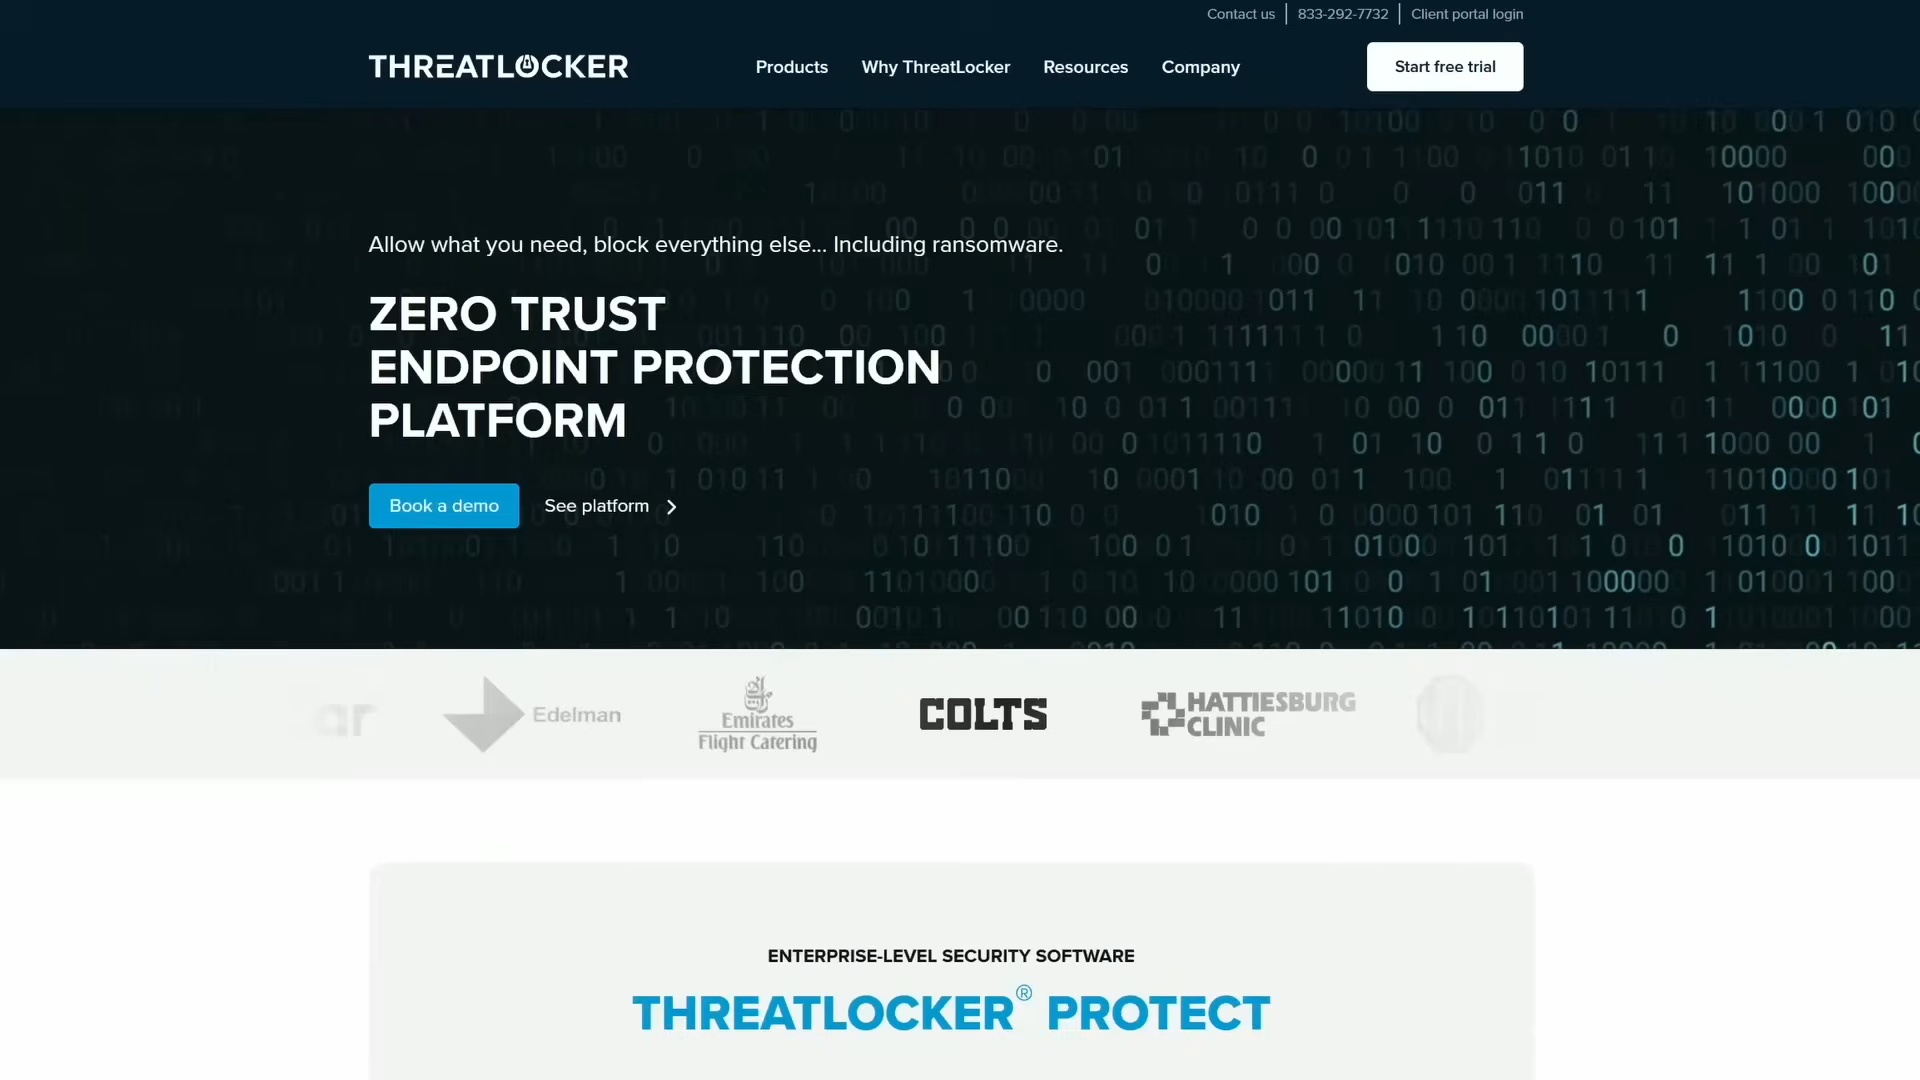 Contact us
833-292-7732
Client portal login
THREATLOCKER
Products
Why ThreatLocker
Resources
Company
Start free trial
Allow what you need, block everything else... Including ransomware.
ZERO TRUST
ENDPOINT PROTECTION
PLATFORM
Book a demo
See platform
Edelman
Emirates
Flight Catering
COLTS
HATTIESBURG
CLINIC
ENTERPRISE-LEVEL SECURITY SOFTWARE
THREATLOCKER® PROTECT